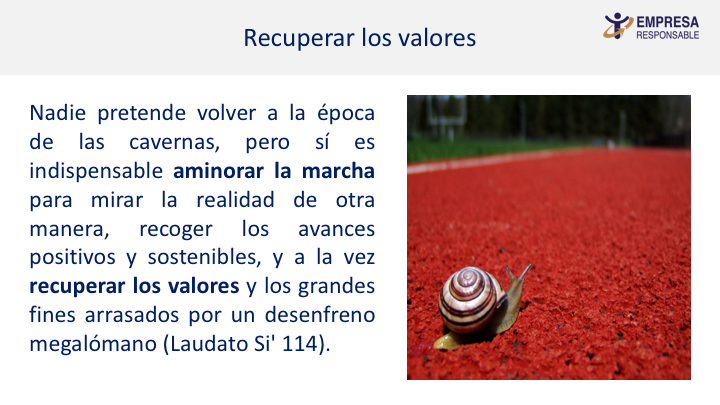 Recuperar los valores
EMPRESA
RESPONSABLE
Nadie pretende volver a la época
de las cavernas, pero sí es
indispensable aminorar la marcha
para mirar la realidad de otra
manera, recoger los avances
positivos y sostenibles, y a la vez
recuperar los valores y los grandes
fines arrasados por un desenfreno
megalómano (Laudato Si' 114).